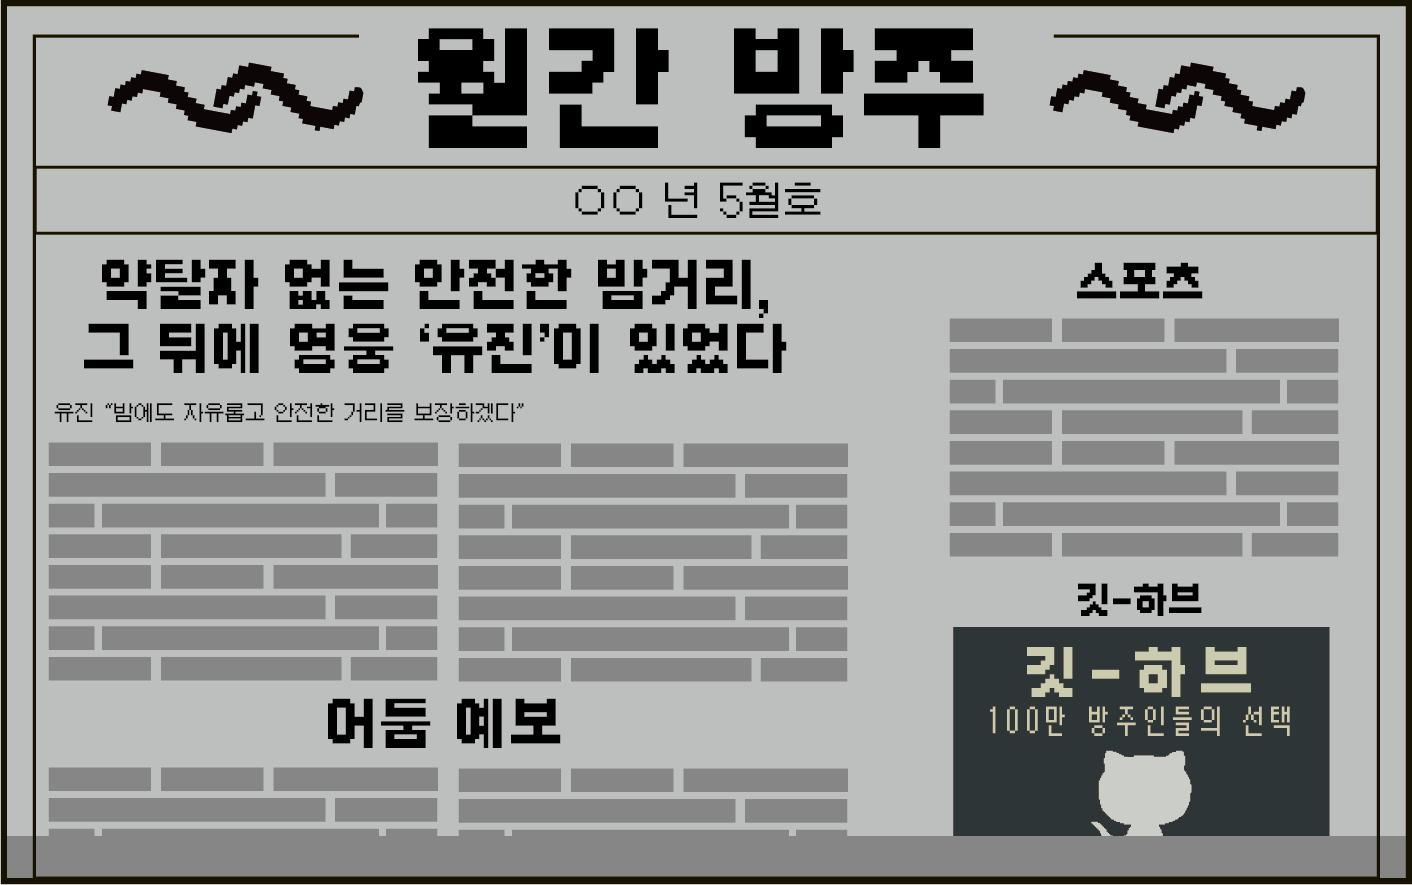 월간 방주
○○ 년 5월호
약탈자 없는 안전한 밤거리,
그 뒤에 영웅 ‘유진’이 있었다
유진 “밤에도 자유롭고 안전한 거리를 보장하겠다”
어둠 예보
스포츠
깃-하브
깃-하브
100만 방주인들의 선택